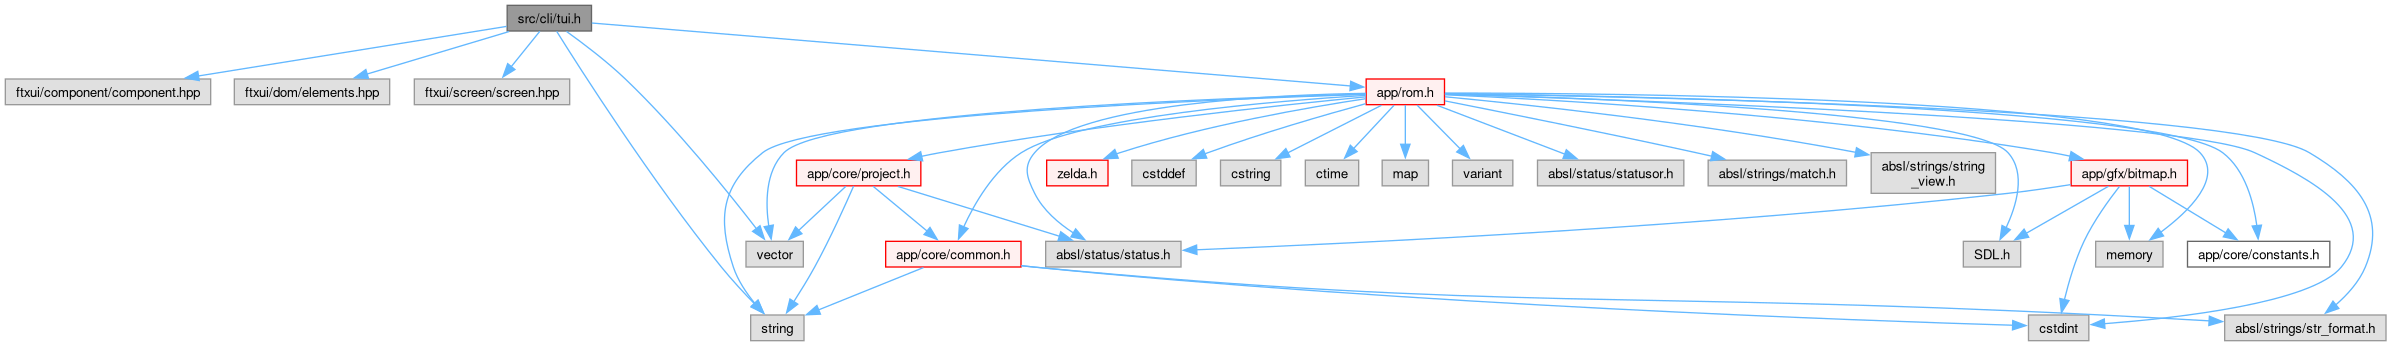 src/cli/tui.h
ftxui/component/component.hpp
ftxui/dom/elements.hpp
ftxui/screen/screen.hpp
app/rom.h
app/core/project.h
zelda.h
cstddef
cstring
ctime
map
variant
absl/status/statusor.h
absl/strings/match.h
absl/strings/string
_view.h
app/gfx/bitmap.h
vector
app/core/common.h
absl/status/status.h
SDL.h
memory
app/core/constants.h
string
cstdint
absl/strings/str_format.h